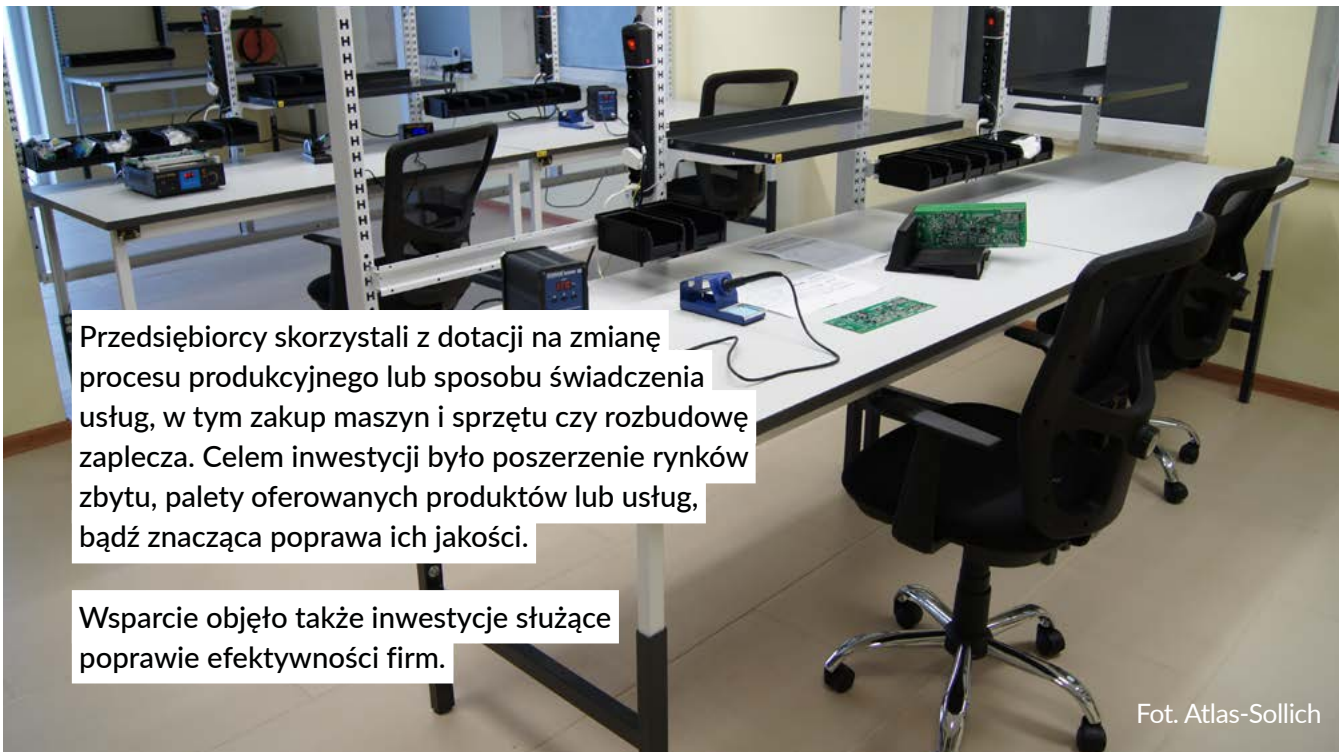 Przedsiębiorcy skorzystali z dotacji na zmianę
procesu produkcyjnego lub sposobu świadczenia
usług, w tym zakup maszyn i sprzętu czy rozbudowę
zaplecza. Celem inwestycji było poszerzenie rynków
zbytu, palety oferowanych produktów lub usług,
bądź znacząca poprawa ich jakości.
Wsparcie objęło także inwestycje służące
poprawie efektywności firm.
Fot. Atlas-Sollich